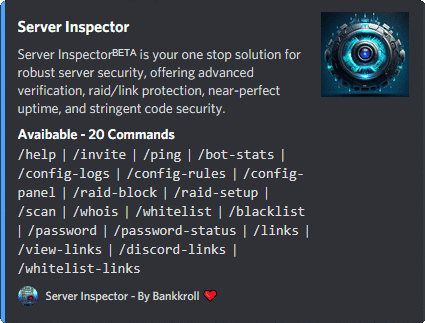 Server Inspector
Server Inspectorᴮᴱᵀᴬ is your one stop solution for
robust server security, offering advanced
verification, raid/link protection, near-perfect
uptime, and stringent code security.
Available - 20 Commands
/help | /invite | /ping | /bot-stats |
/config-logs | /config-rules | /config-
panel | /raid-block | /raid-setup |
/scan | /whois | /whitelist | /blacklist
| /password | /password-status | /links |
/view-links | /discord-links |
/whitelist-links
Server Inspector - By Bankkroll ❤️